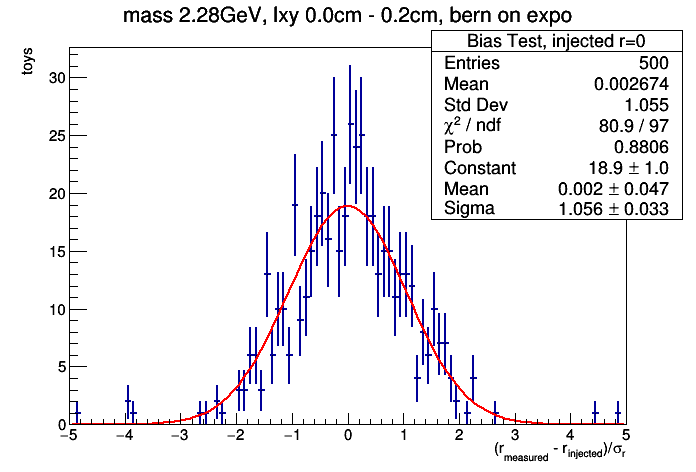 mass 2.28GeV, lxy 0.0cm - 0.2cm, bern on expo
Bias Test, injected r=0
Entries 500
Mean 0.002674
Std Dev 1.055
χ² / ndf 80.9 / 97
Prob 0.8806
Constant 18.9 ± 1.0
Mean 0.002 ± 0.047
Sigma 1.056 ± 0.033
toys
30
25
20
15
10
5
0
−5 −4 −3 −2 −1 0 1 2 3 4 5
(r_measured - r_injected)/σ_r